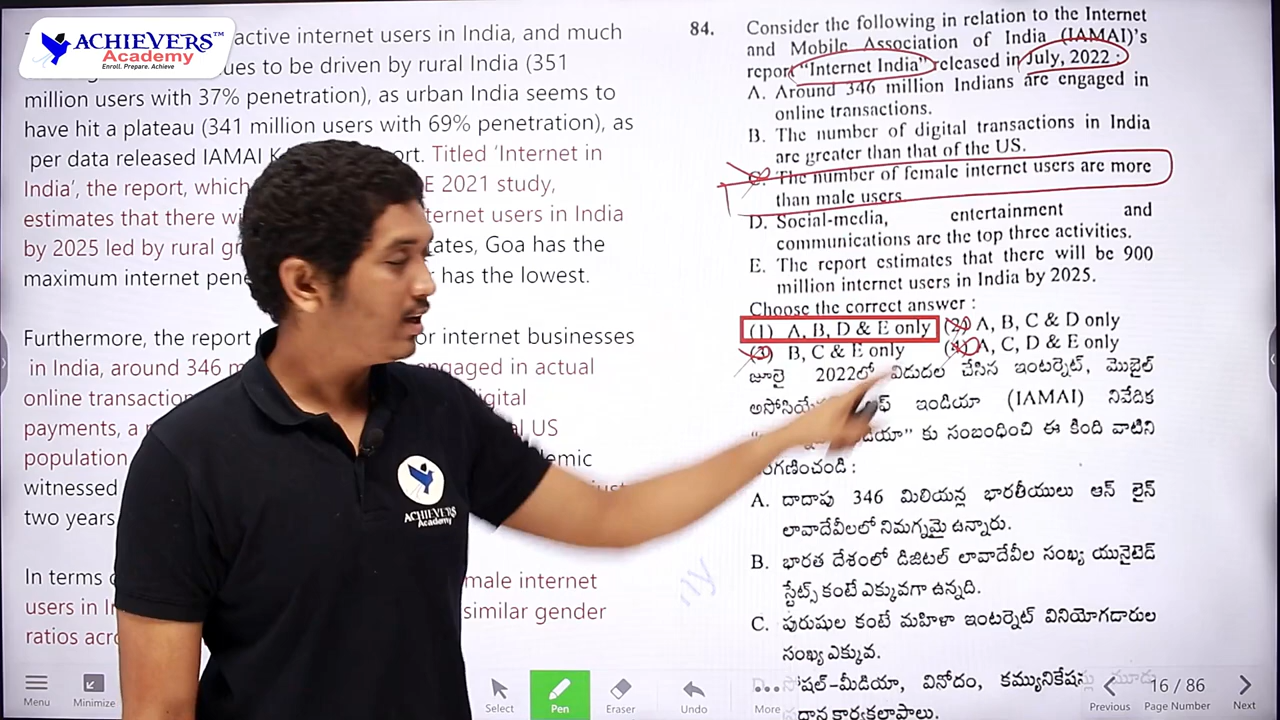 ACHIEVERS™
Academy
Enroll. Prepare. Achieve
active internet users in India, and much
ues to be driven by rural India (351
million users with 37% penetration), as urban India seems to
have hit a plateau (341 million users with 69% penetration), as
per data released IAMAI ort. Titled ‘Internet in
India’, the report, which E 2021 study,
estimates that there ternet users in India
by 2025 led by rural tates, Goa has the
maximum internet has the lowest.
Furthermore, the report or internet businesses
in India, around 346 engaged in actual
online digital
payments, a US
population
witnessed
two years
In terms male internet
users in similar gender
ratios
ACHIEVERS
Academy
84. Consider the following in relation to the Internet
and Mobile Association of India (IAMAI)’s
report “Internet India” released in July, 2022 :
A. Around 346 million Indians are engaged in
online transactions.
B. The number of digital transactions in India
are greater than that of the US.
C. The number of female internet users are more
than male users.
D. Social-media, entertainment and
communications are the top three activities.
E. The report estimates that there will be 900
million internet users in India by 2025.
Choose the correct answer :
(1) A, B, D & E only (2) A, B, C & D only
(3) B, C & E only (4) A, C, D & E only
జూలై 2022లో విడుదల చేసిన ఇంటర్నెట్, మొబైల్
ఆఫ్ ఇండియా (IAMAI) నివేదిక
కు సంబంధించి ఈ కింది వాటిని
A. దాదాపు 346 మిలియన్ల భారతీయులు ఆన్ లైన్
లావాదేవీలలో నిమగ్నమై ఉన్నారు.
B. భారత దేశంలో డిజిటల్ లావాదేవీల సంఖ్య యునైటెడ్
స్టేట్స్ కంటే ఎక్కువగా ఉన్నది.
C. పురుషుల కంటే మహిళా ఇంటర్నెట్ వినియోగదారుల
సంఖ్య ఎక్కువ.
D. సోషల్-మీడియా, వినోదం, కమ్యునికేషన్లు మూడు
Menu Minimize Select Pen Eraser Undo More Previous 16 / 86 Page Number Next